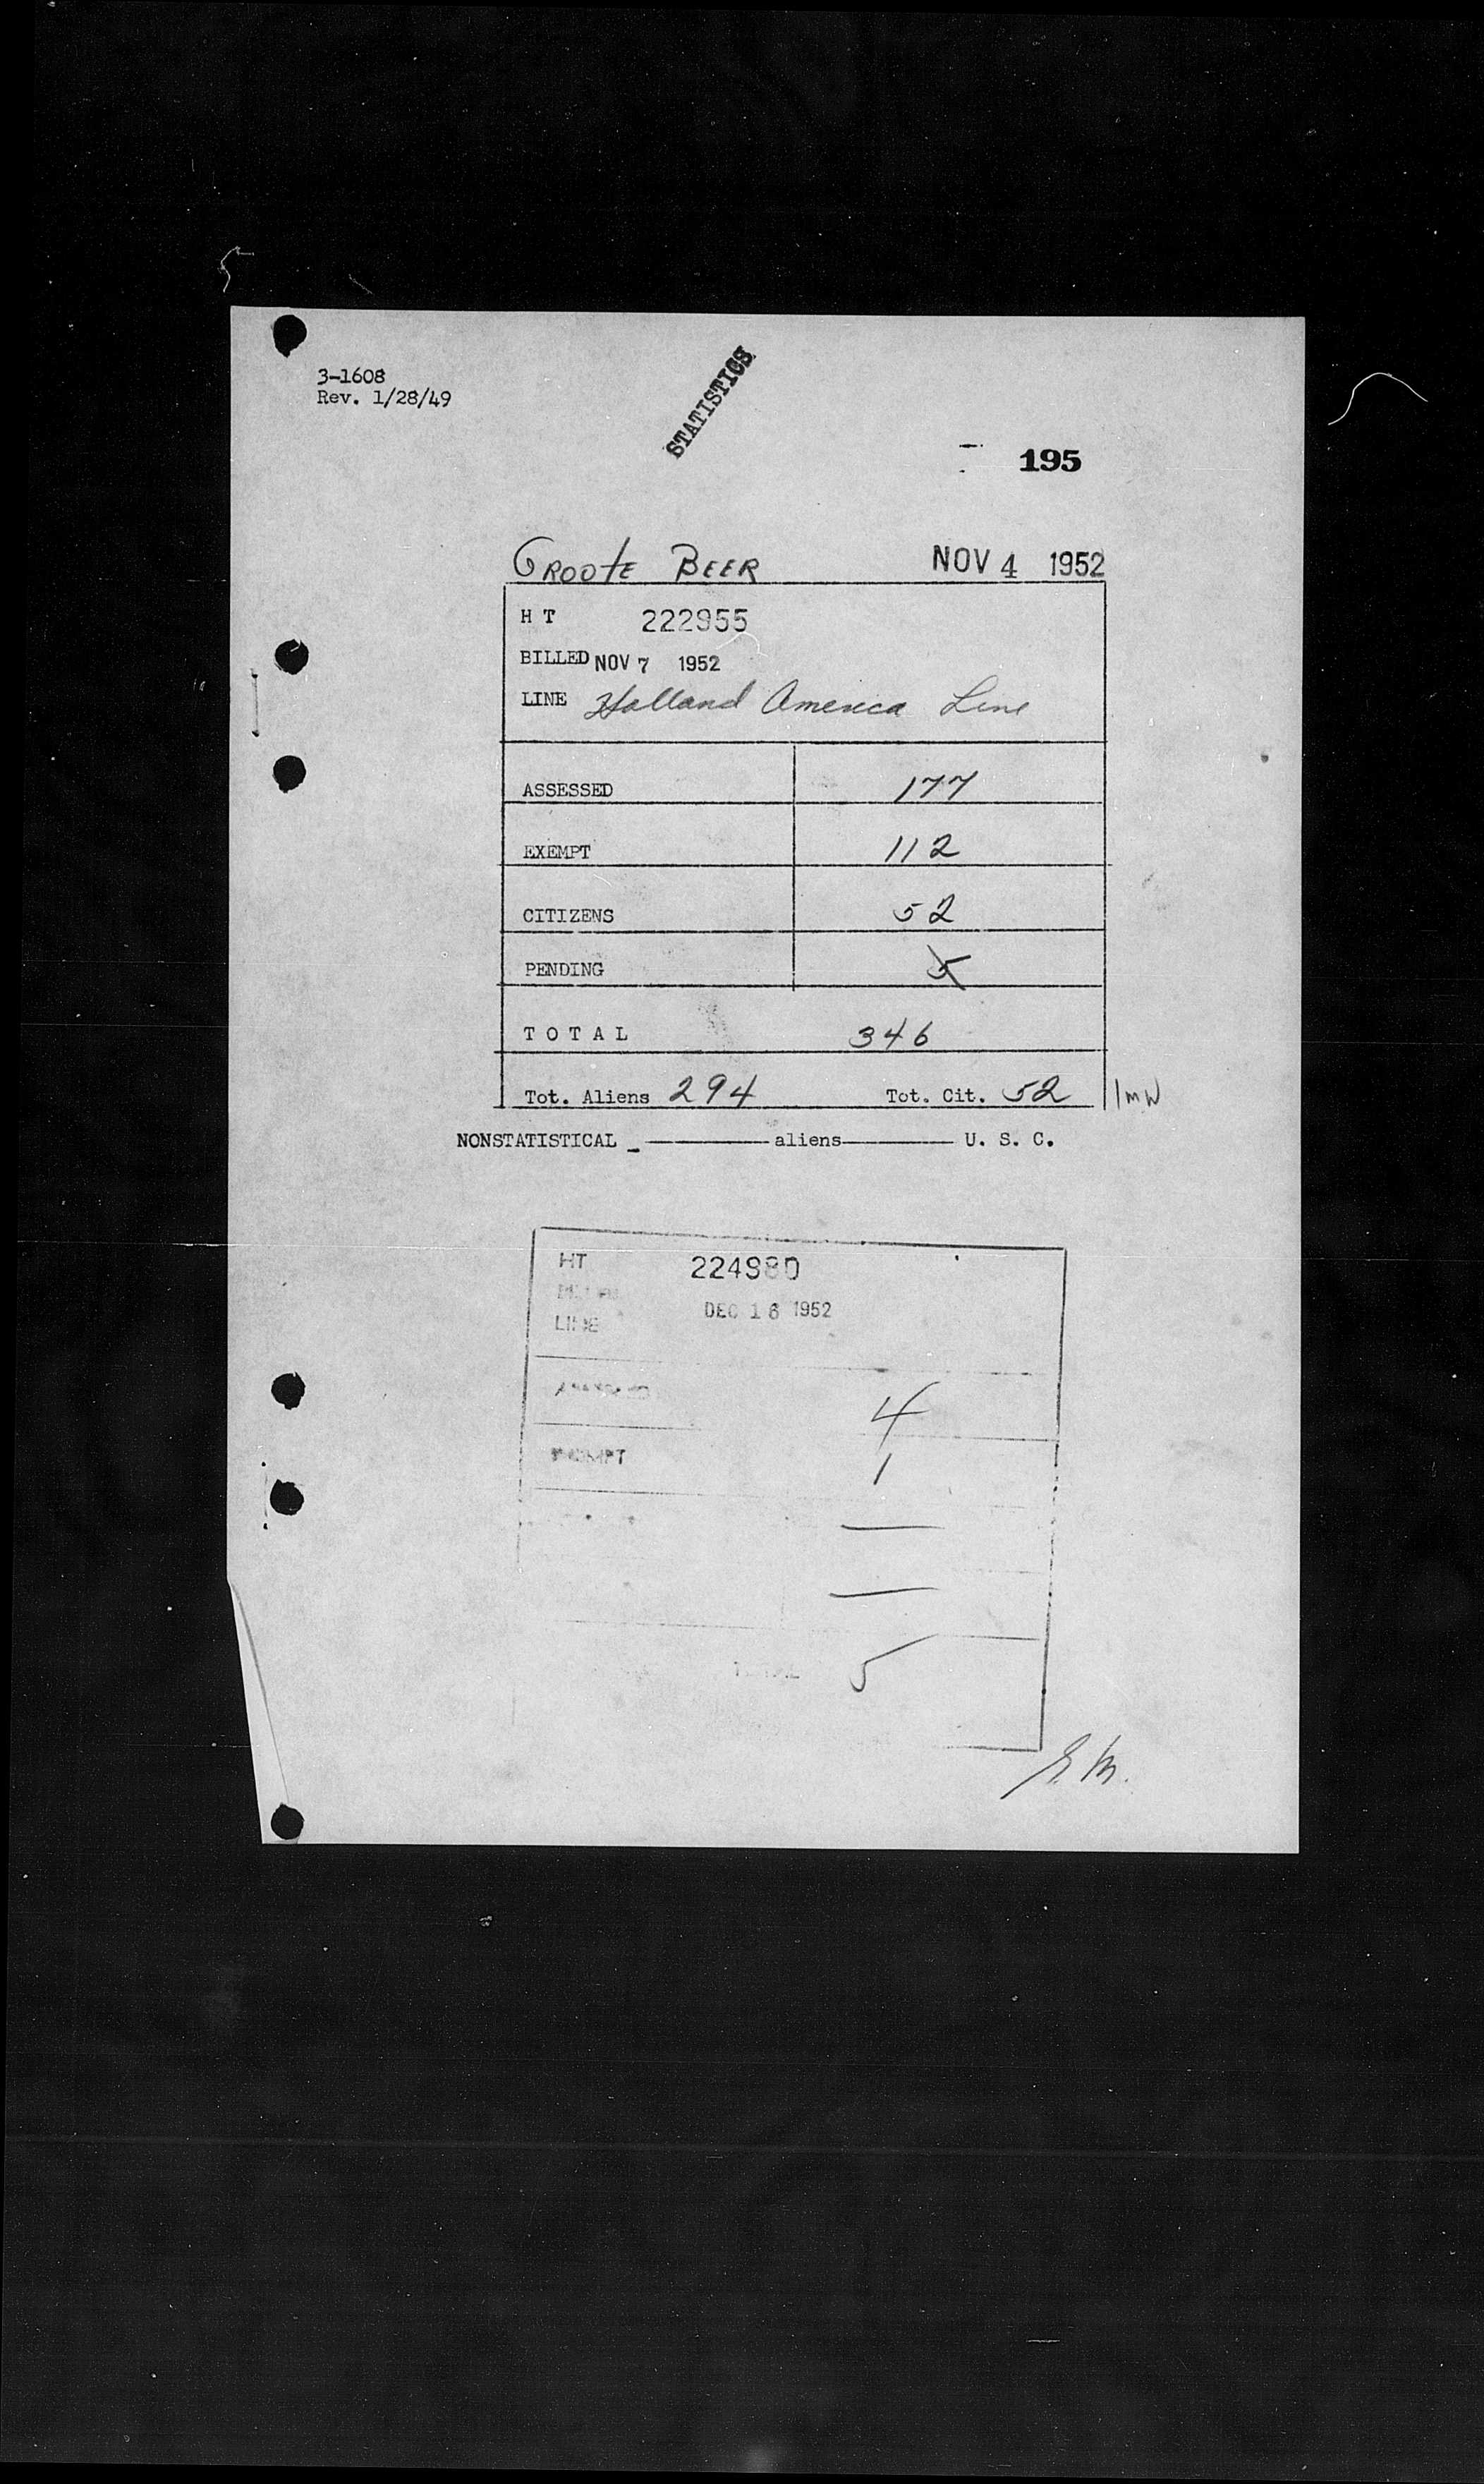 3-1608
Rev. 1/28/49
STATISTICS
195
GROOTE BEER NOV 4 1952
H T 222955
BILLED NOV 7 1952
LINE Holland America Line
ASSESSED 177
EXEMPT 112
CITIZENS 52
PENDING 5
T O T A L 346
Tot. Aliens 294 Tot. Cit. 52 lmw
NONSTATISTICAL aliens U. S. C.
HT 224980
DEC 16 1952
LINE
4
1
TOTAL 5